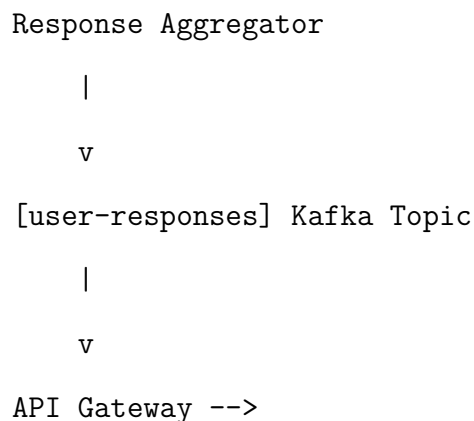 Response Aggregator
|
v
[user-responses] Kafka Topic
|
v
API Gateway -->